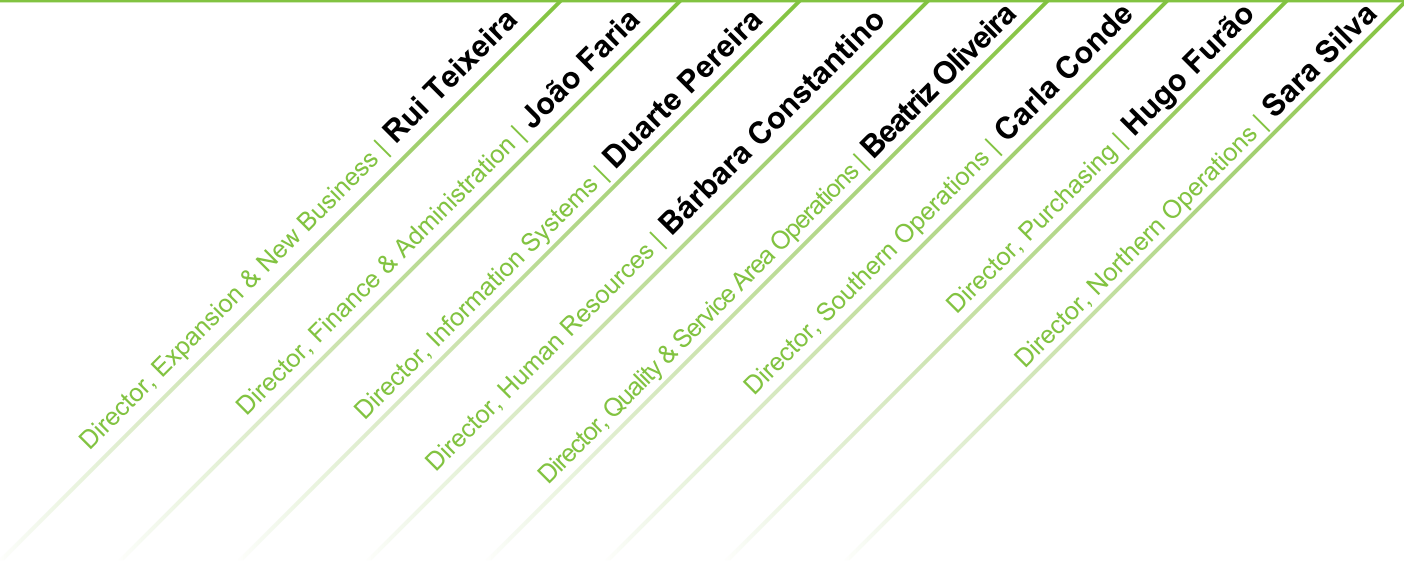 Director, Expansion & New Business | Rui Teixeira
Director, Finance & Administration | João Faria
Director, Information Systems | Duarte Pereira
Director, Human Resources | Bárbara Constantino
Director, Quality & Service Area Operations | Beatriz Oliveira
Director, Southern Operations | Carla Conde
Director, Purchasing | Hugo Furão
Director, Northern Operations | Sara Silva